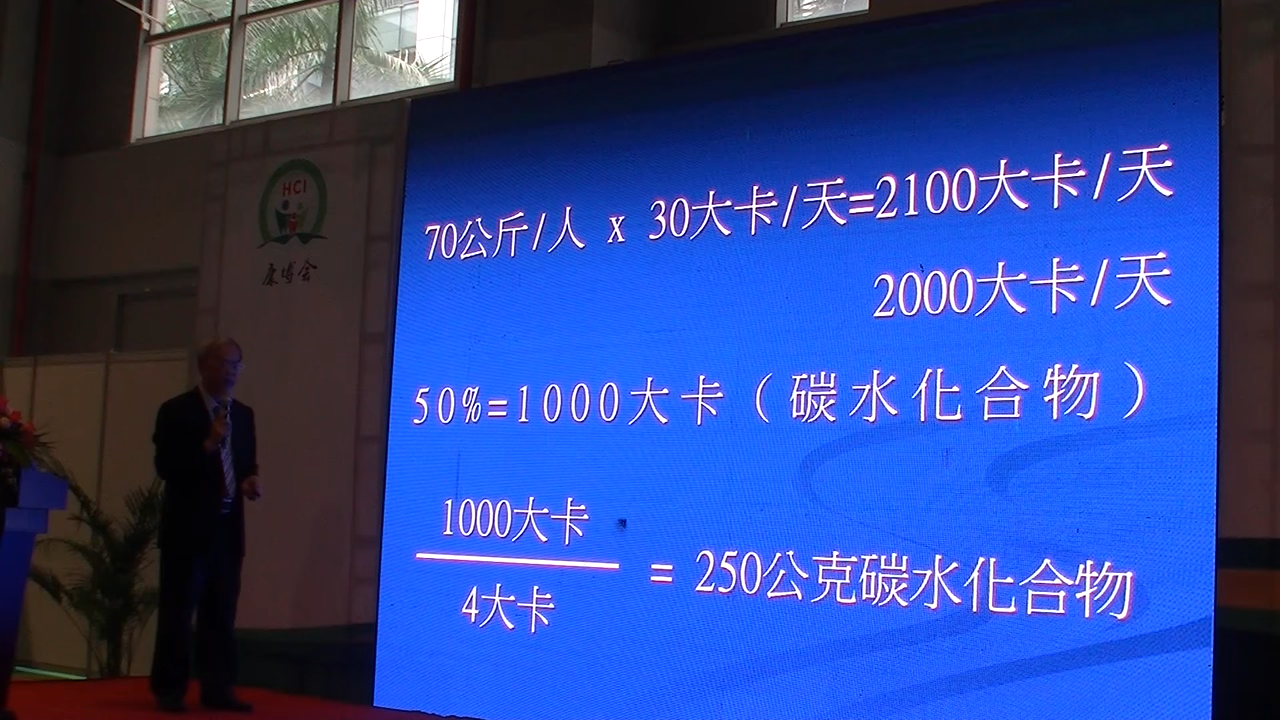 HCI
康博会
70公斤/人 x 30大卡/天=2100大卡/天
2000大卡/天
50%=1000大卡（碳水化合物）
1000大卡
4大卡
= 250公克碳水化合物